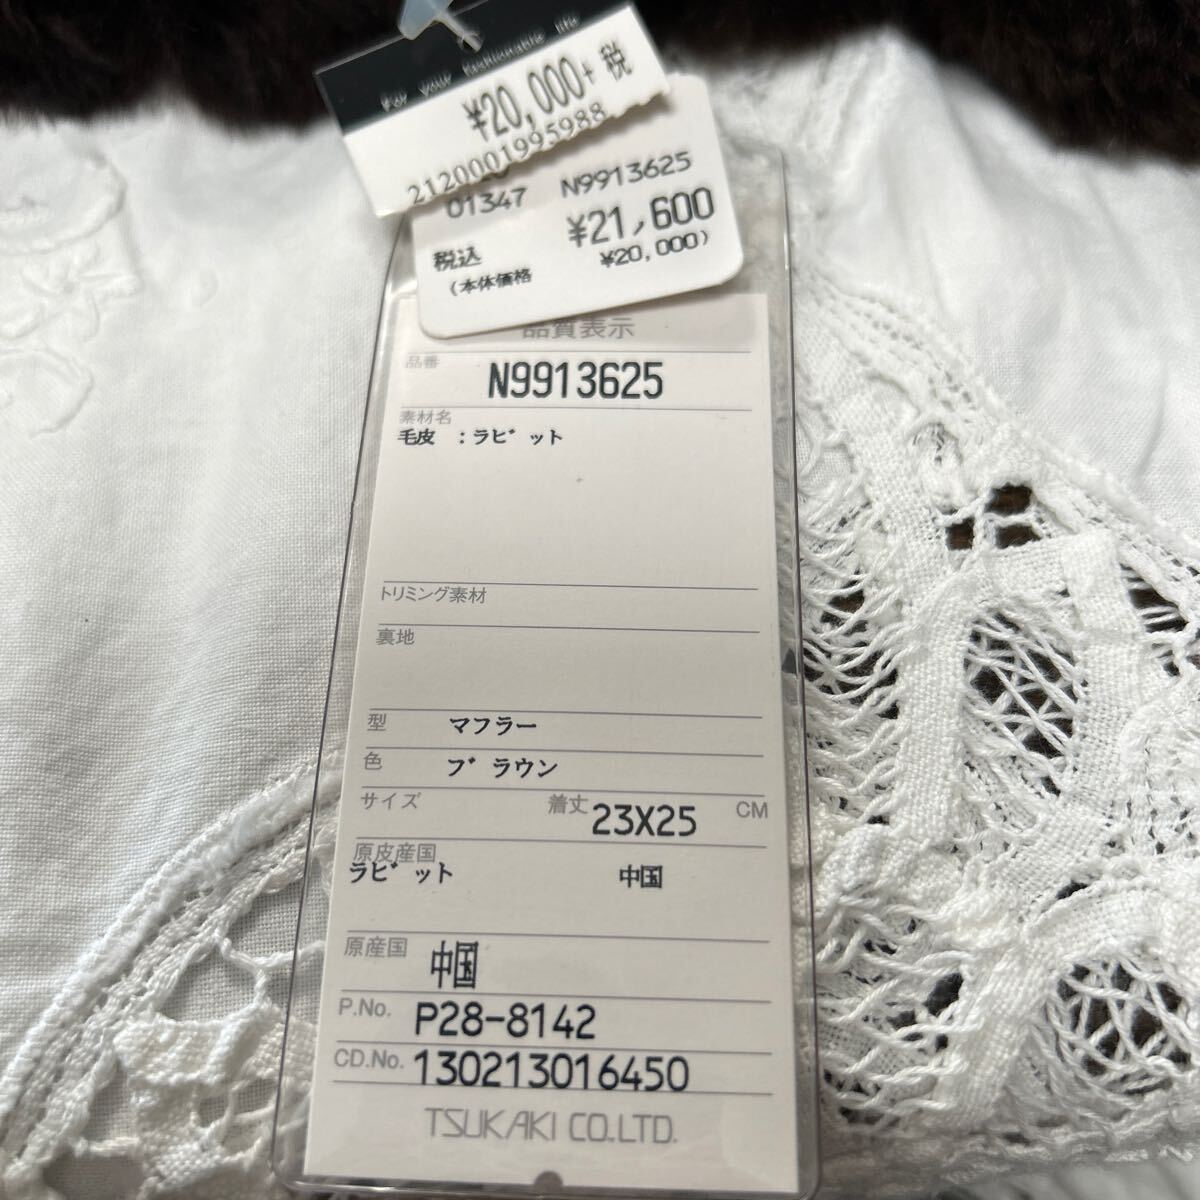 for your fashionable life
¥20,000+税
2120001995988
01347 N9913625
税込 ¥21,600
(本体価格 ¥20,000)
品質表示
品番 N9913625
素材名
毛皮 :ラビット
トリミング素材
裏地
型 マフラー
色 ブラウン
サイズ 着丈 23X25 CM
原皮産国
ラビット 中国
原産国 中国
P.No. P28-8142
CD.No. 130213016450
TSUKAKI CO.LTD.